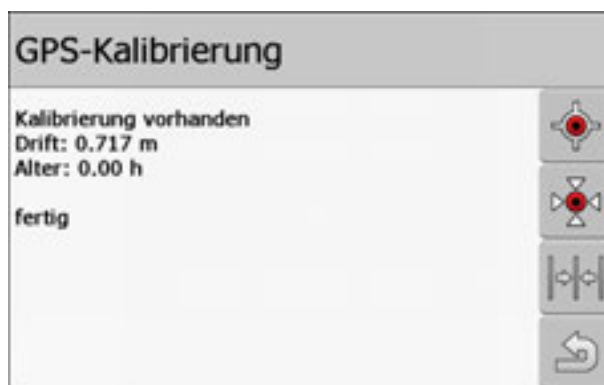 GPS-Kalibrierung
Kalibrierung vorhanden
Drift: 0.717 m
Alter: 0.00 h
fertig